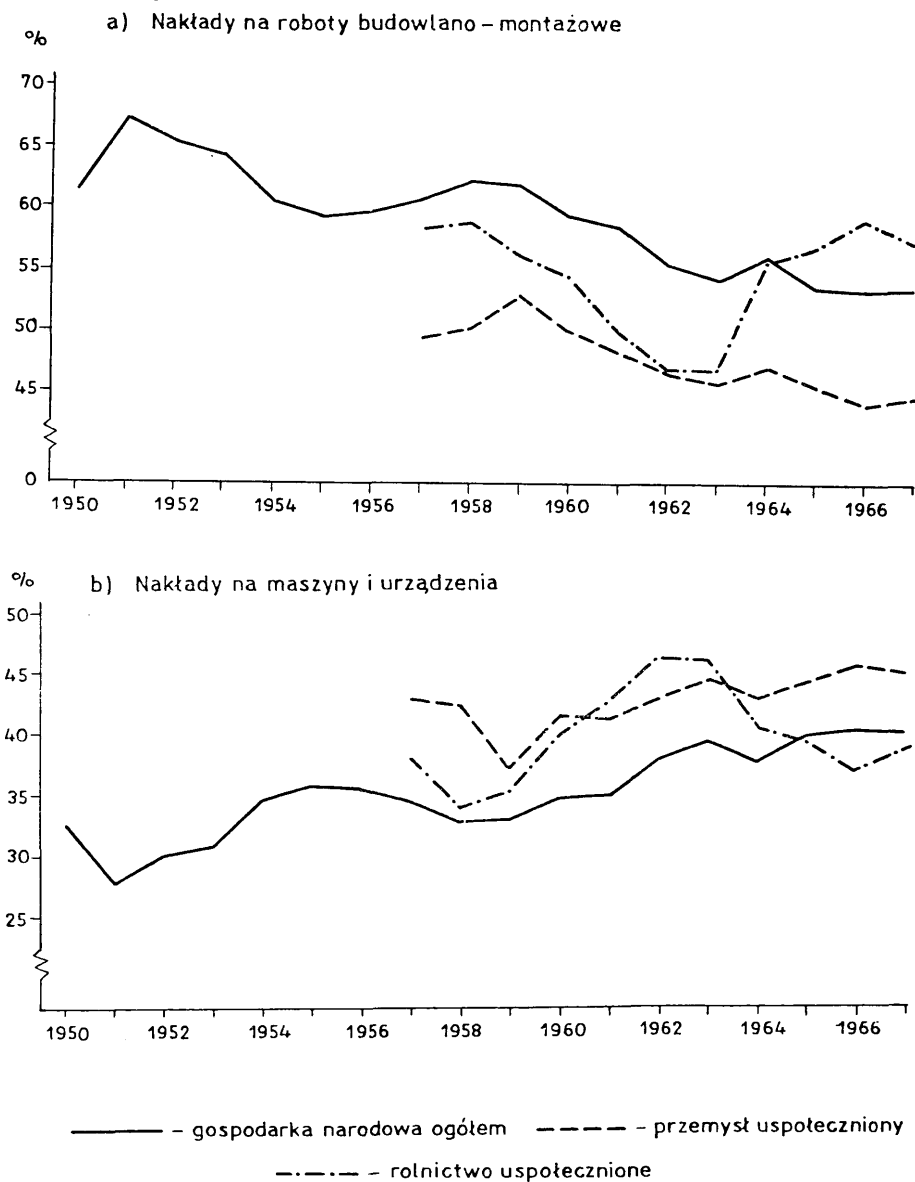 a) Nakłady na roboty budowlano – montażowe
%
70
65
60
55
50
45
0
1950 1952 1954 1956 1958 1960 1962 1964 1966
% b) Nakłady na maszyny i urządzenia
50
45
40
35
30
25
1950 1952 1954 1956 1958 1960 1962 1964 1966
– gospodarka narodowa ogółem – przemysł uspołeczniony
– rolnictwo uspołecznione